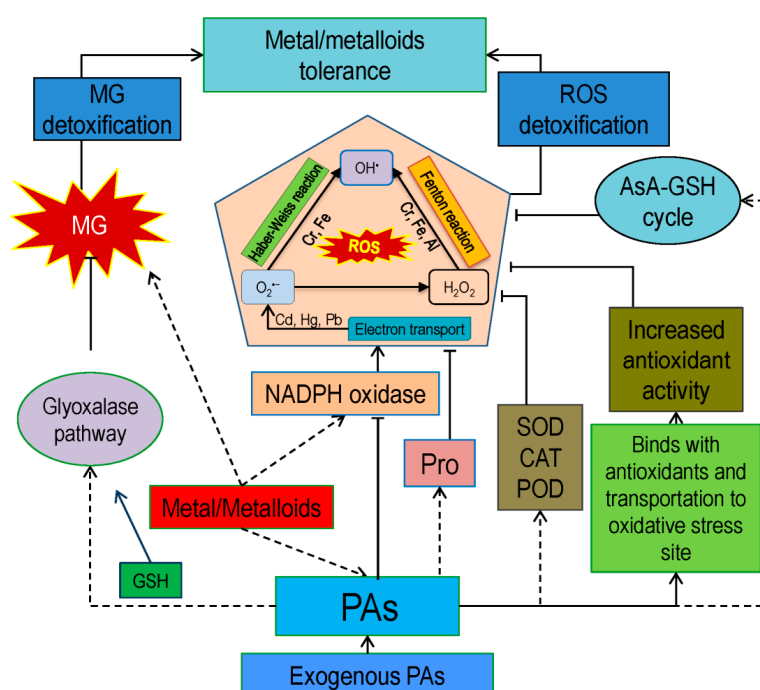 Metal/metalloids
tolerance
MG
detoxification
ROS
detoxification
OH•
Haber-Weiss reaction
Fenton reaction
Cr, Fe
Cr, Fe, Al
ROS
AsA-GSH
cycle
MG
O₂•−
H₂O₂
Cd, Hg, Pb
Electron transport
Increased
antioxidant
activity
NADPH oxidase
Glyoxalase
pathway
SOD
CAT
POD
Pro
Binds with
antioxidants and
transportation to
oxidative stress
site
Metal/Metalloids
GSH
PAs
Exogenous PAs